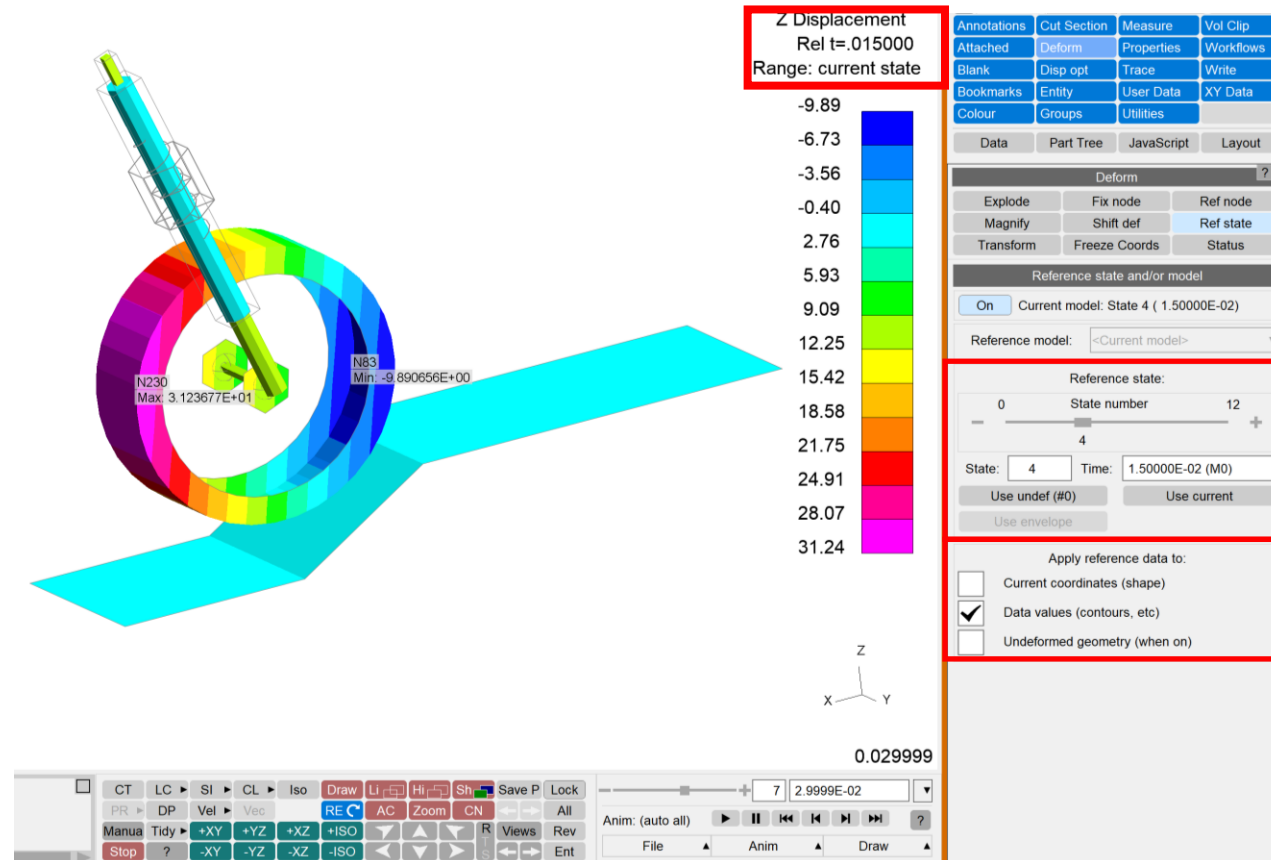 Z Displacement
Rel t=.015000
Range: current state
-9.89
-6.73
-3.56
-0.40
2.76
5.93
9.09
12.25
15.42
18.58
21.75
24.91
28.07
31.24
N83
Min: -9.890656E+00
N230
Max: 3.123677E+01
Z
X
Y
0.029999
Annotations Cut Section Measure Vol Clip
Attached Deform Properties Workflows
Blank Disp opt Trace Write
Bookmarks Entity User Data XY Data
Colour Groups Utilities
Data Part Tree JavaScript Layout
Deform ?
Explode Fix node Ref node
Magnify Shift def Ref state
Transform Freeze Coords Status
Reference state and/or model
On Current model: State 4 ( 1.50000E-02)
Reference model: <Current model>
Reference state:
0 State number 12
4
State: 4 Time: 1.50000E-02 (M0)
Use undef (#0) Use current
Use envelope
Apply reference data to:
Current coordinates (shape)
Data values (contours, etc)
Undeformed geometry (when on)
CT LC SI CL Iso Draw Li Hi Sh Save P Lock
PR DP Vel Vec RE AC Zoom CN All
Manua Tidy +XY +YZ +XZ +ISO R Views Rev
T
Stop ? -XY -YZ -XZ -ISO S Ent
7 2.9999E-02
Anim: (auto all) ?
File Anim Draw